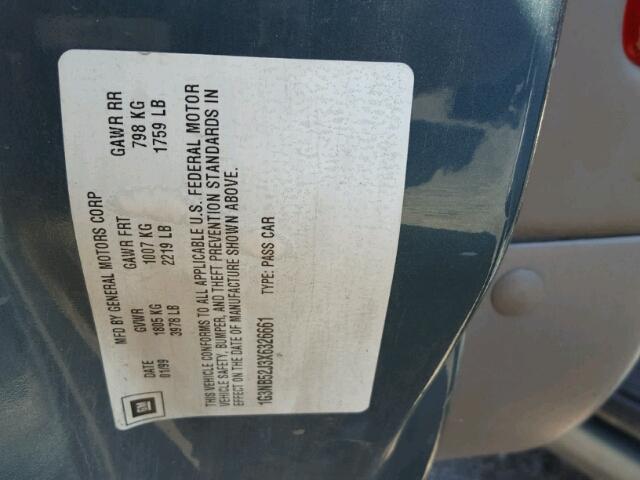 MFD BY GENERAL MOTORS CORP
DATE GVWR GAWR FRT GAWR RR
01/99 1805 KG 1007 KG 798 KG
3978 LB 2219 LB 1759 LB
THIS VEHICLE CONFORMS TO ALL APPLICABLE U.S. FEDERAL MOTOR
VEHICLE SAFETY, BUMPER, AND THEFT PREVENTION STANDARDS IN
EFFECT ON THE DATE OF MANUFACTURE SHOWN ABOVE.
1G3NB52J3X6326661 TYPE: PASS CAR
GM